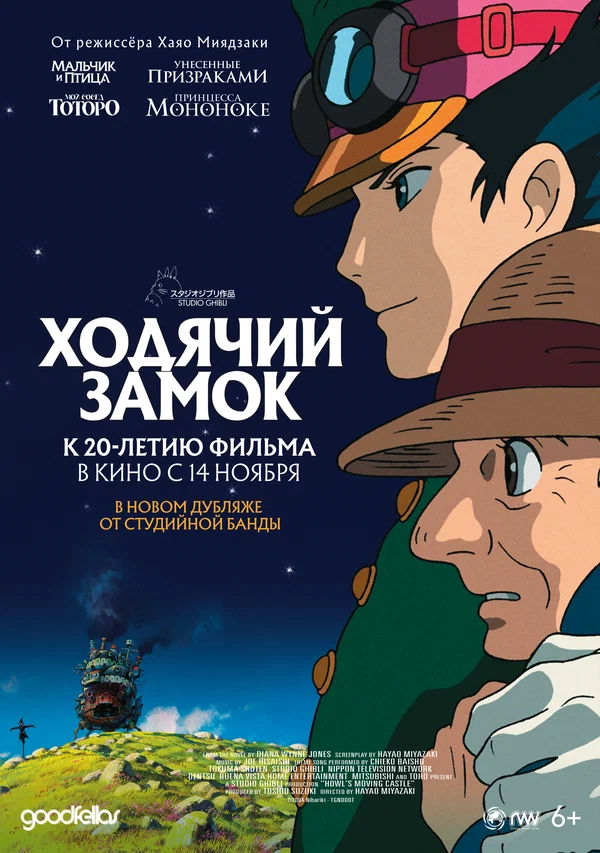 От режиссёра Хаяо Миядзаки
МАЛЬЧИК
И ПТИЦА
УНЕСЕННЫЕ
ПРИЗРАКАМИ
МОЙ СОСЕД
ТОТОРО
ПРИНЦЕССА
МОНОНОКЕ
スタジオジブリ作品
STUDIO GHIBLI
ХОДЯЧИЙ
ЗАМОК
К 20-ЛЕТИЮ ФИЛЬМА
В КИНО С 14 НОЯБРЯ
В НОВОМ ДУБЛЯЖЕ
ОТ СТУДИЙНОЙ БАНДЫ
FROM THE NOVEL BY DIANA WYNNE JONES SCREENPLAY BY HAYAO MIYAZAKI
MUSIC BY JOE HISAISHI THEME SONG PERFORMED BY CHIEKO BAISHO
TOKUMA SHOTEN, STUDIO GHIBLI, NIPPON TELEVISION NETWORK,
DENTSU, BUENA VISTA HOME ENTERTAINMENT, MITSUBISHI AND TOHO PRESENT
A STUDIO GHIBLI PRODUCTION "HOWL'S MOVING CASTLE"
PRODUCED BY TOSHIO SUZUKI DIRECTED BY HAYAO MIYAZAKI
©2004 Nibariki - TGNDDDT
goodfellas
rw
6+